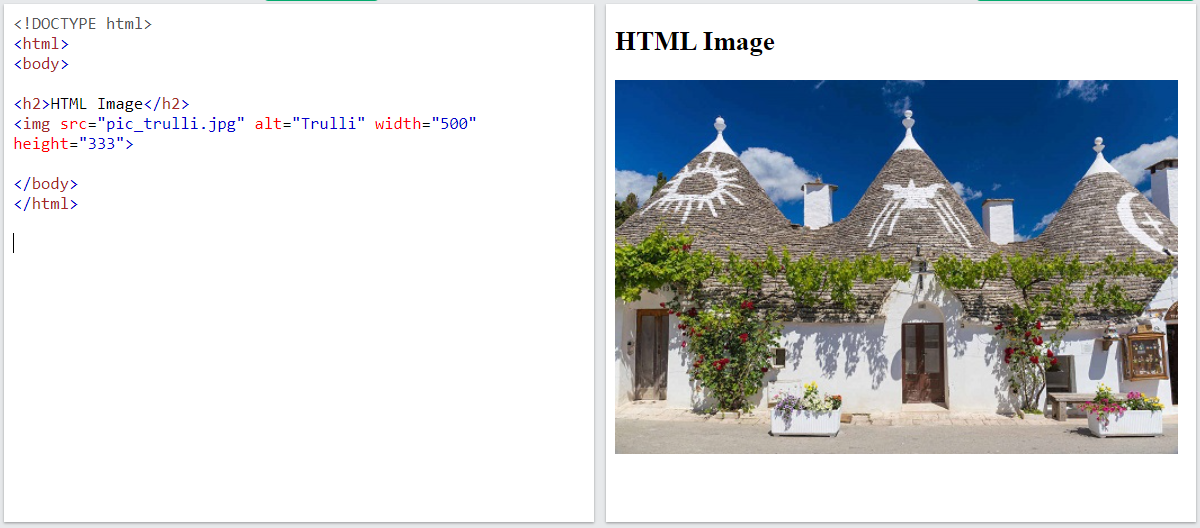 <!DOCTYPE html>
<html>
<body>
<h2>HTML Image</h2>
<img src="pic_trulli.jpg" alt="Trulli" width="500"
height="333">
</body>
</html>
HTML Image